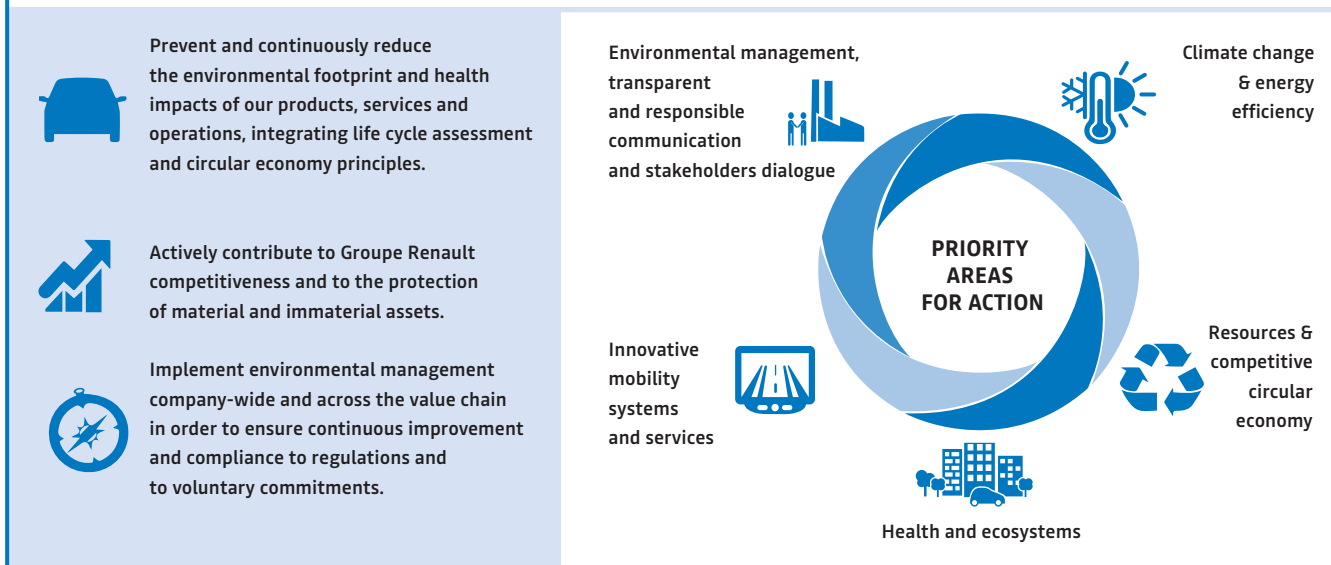 Prevent and continuously reduce
the environmental footprint and health
impacts of our products, services and
operations, integrating life cycle assessment
and circular economy principles.
Actively contribute to Groupe Renault
competitiveness and to the protection
of material and immaterial assets.
Implement environmental management
company-wide and across the value chain
in order to ensure continuous improvement
and compliance to regulations and
to voluntary commitments.
Environmental management,
transparent
and responsible
communication
and stakeholders dialogue
Climate change
& energy
efficiency
PRIORITY
AREAS
FOR ACTION
Innovative
mobility
systems
and services
Resources &
competitive
circular
economy
Health and ecosystems